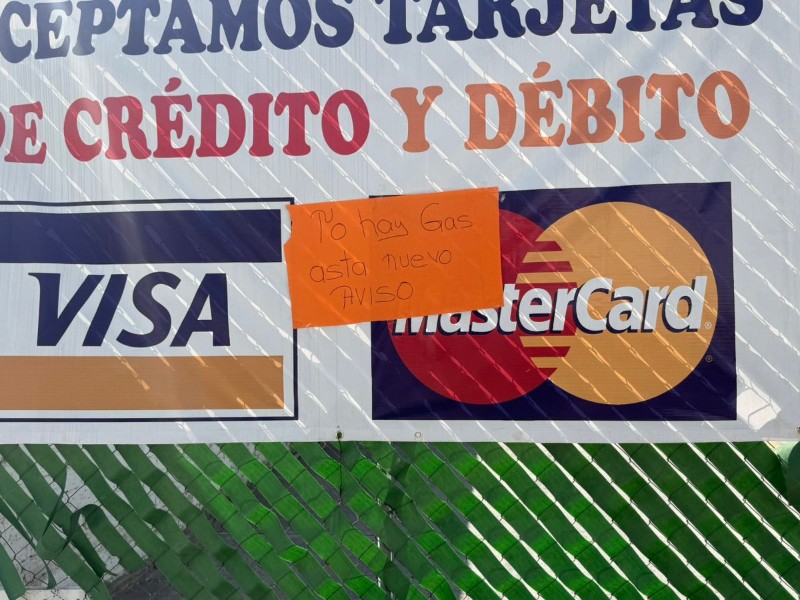 CEPTAMOS TARJETAS
DE CRÉDITO Y DÉBITO
VISA
No hay Gas
asta nuevo
AVISO
MasterCard